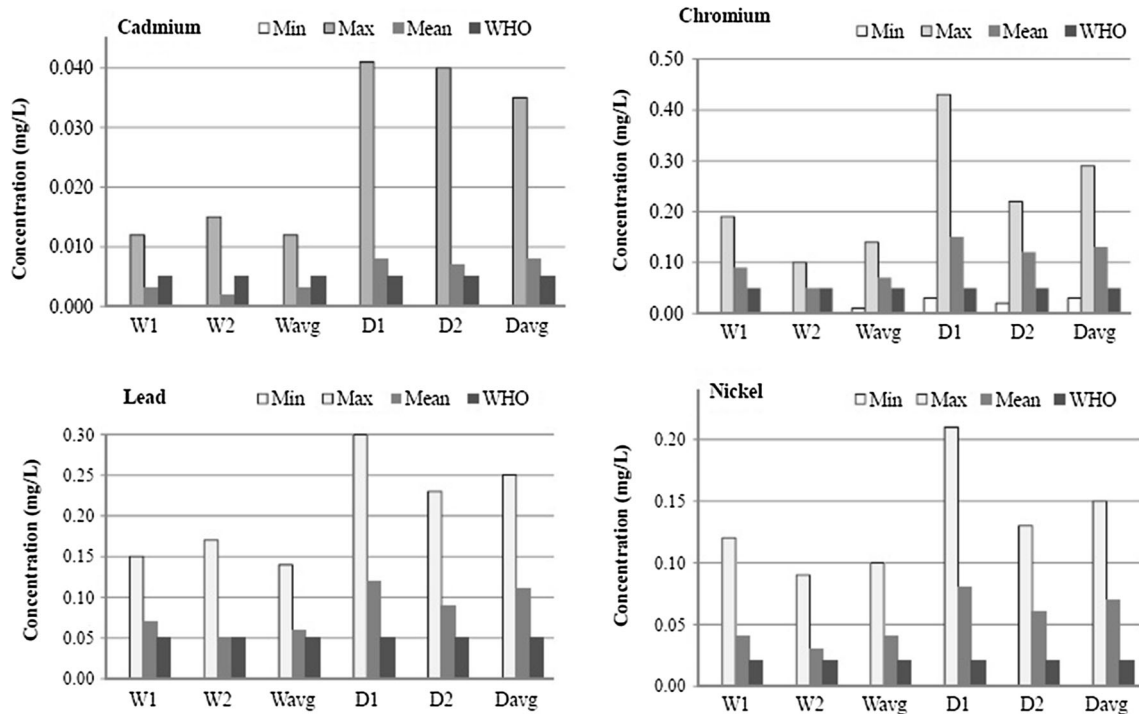 Cadmium
Min Max Mean WHO
Concentration (mg/L)
0.040
0.030
0.020
0.010
0.000
W1 W2 Wavg D1 D2 Davg
Chromium
Min Max Mean WHO
Concentration (mg/L)
0.50
0.40
0.30
0.20
0.10
0.00
W1 W2 Wavg D1 D2 Davg
Lead
Min Max Mean WHO
Concentration (mg/L)
0.30
0.25
0.20
0.15
0.10
0.05
0.00
W1 W2 Wavg D1 D2 Davg
Nickel
Min Max Mean WHO
Concentration (mg/L)
0.20
0.15
0.10
0.05
0.00
W1 W2 Wavg D1 D2 Davg